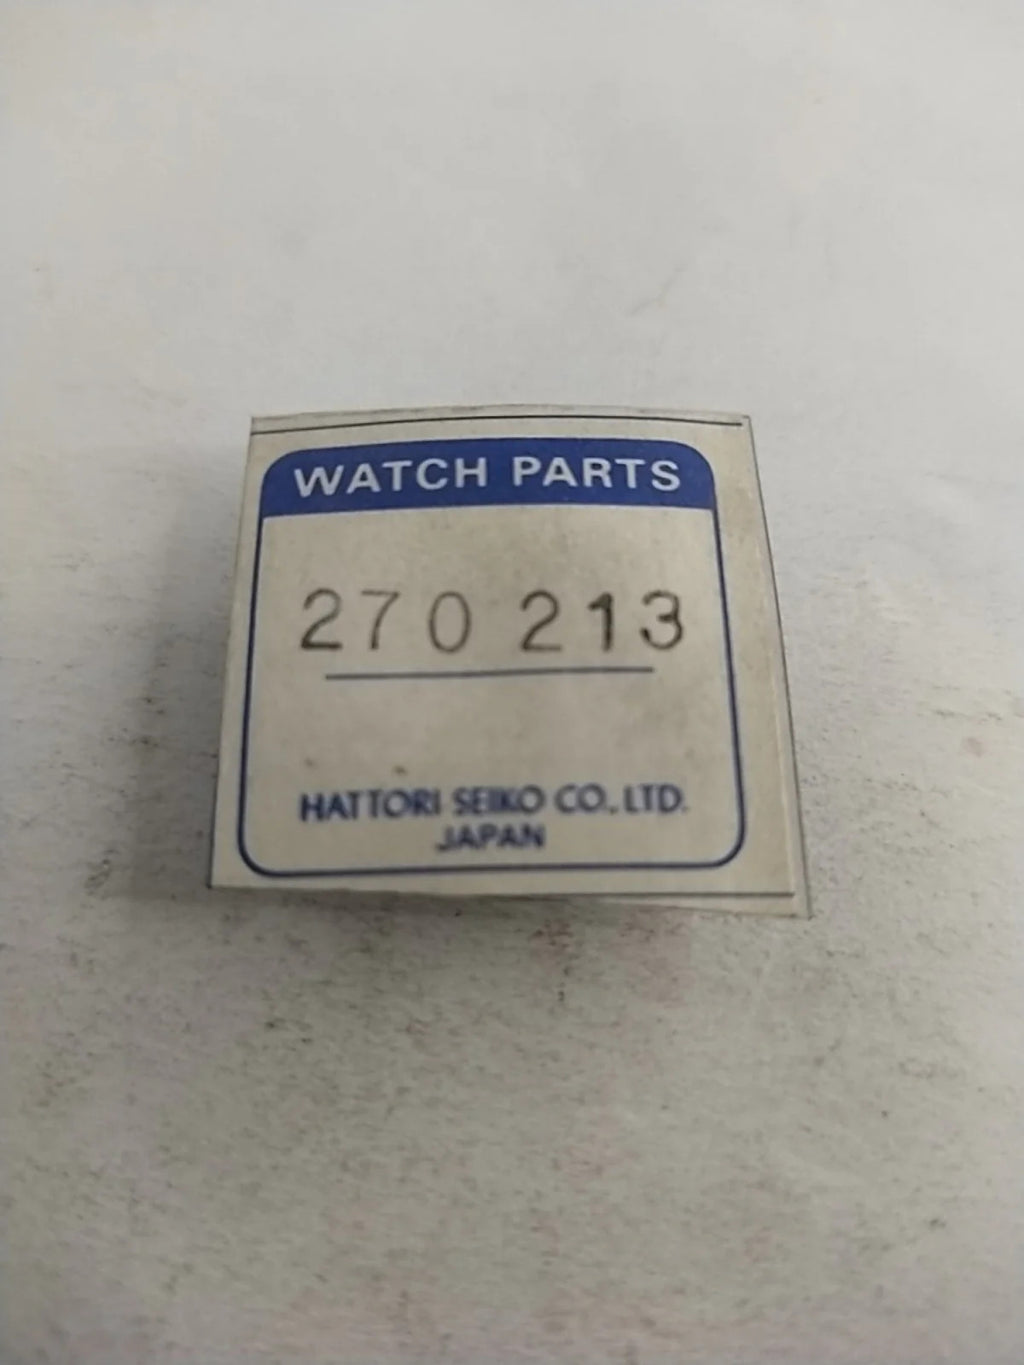 WATCH PARTS
270 213
HATTORI SEIKO CO., LTD.
JAPAN